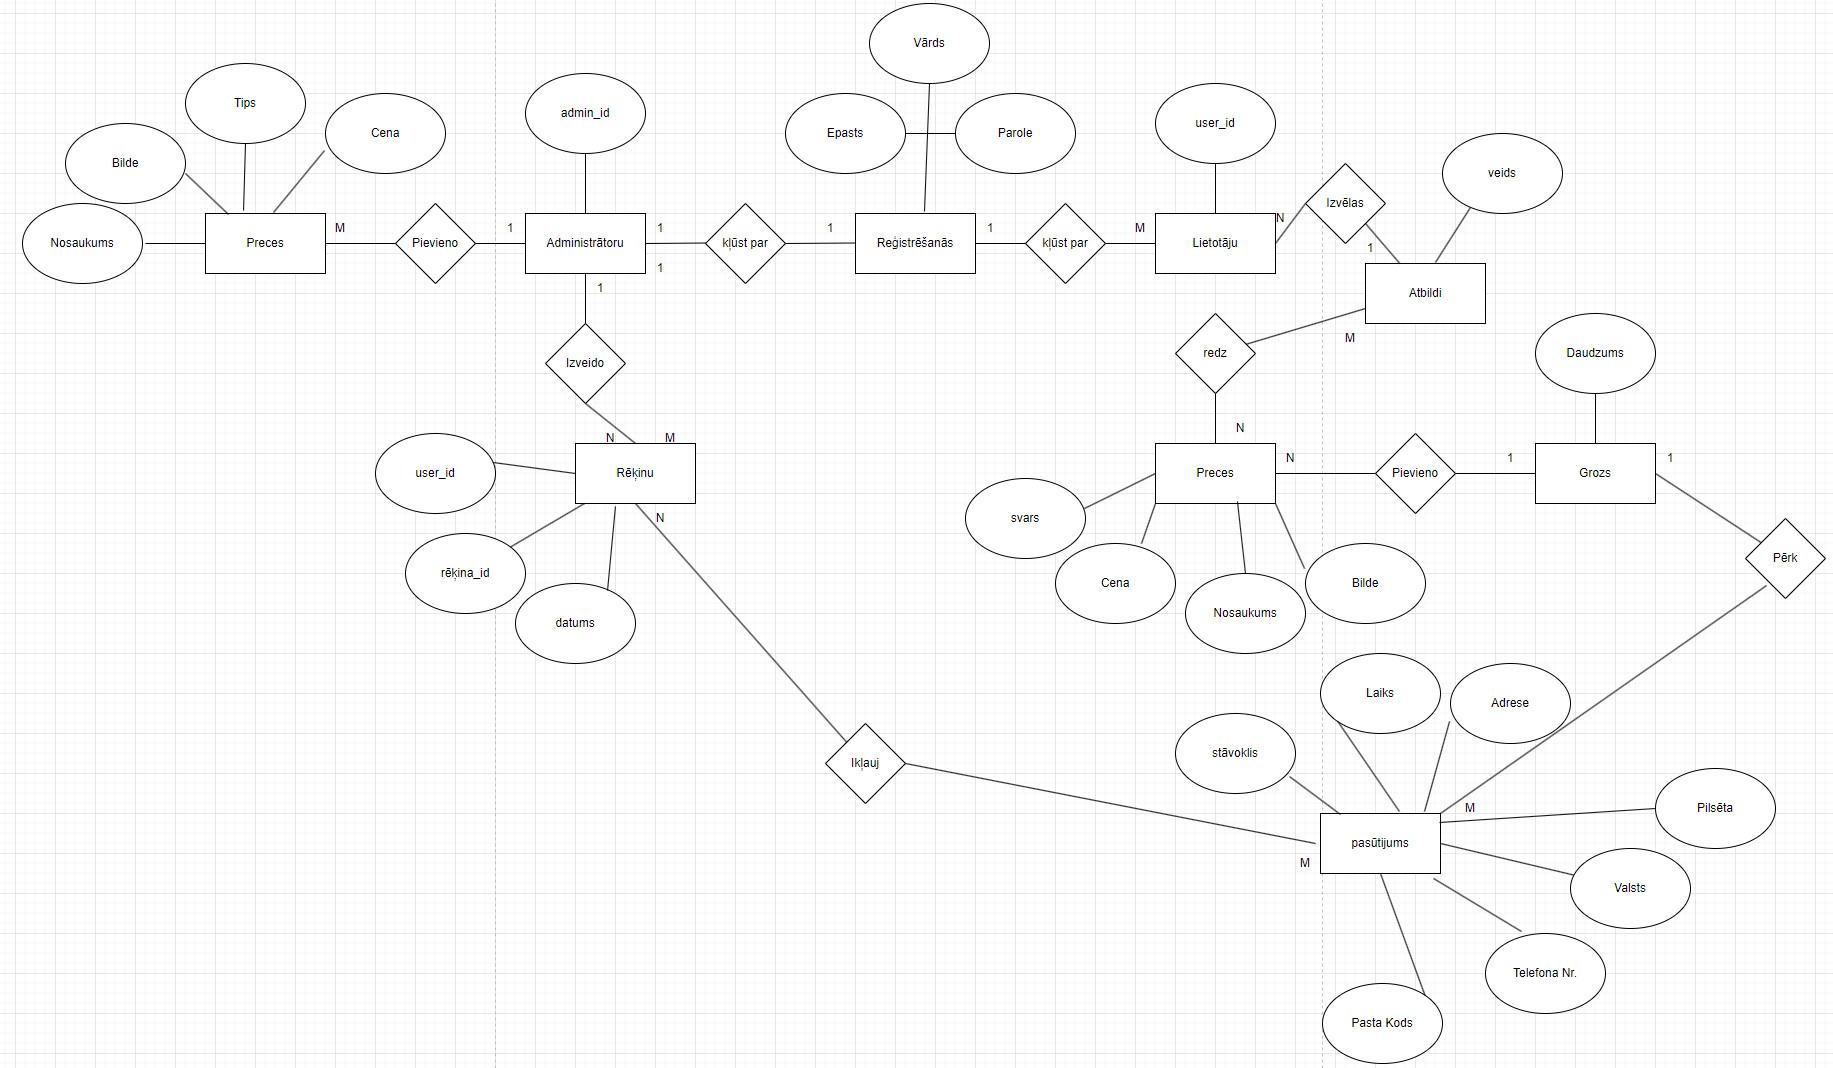 Vārds
Tips
Cena
admin_id
Epasts
Parole
user_id
Bilde
veids
Izvēlas
N
Nosaukums
Preces
M
Pievieno
1
Administrātoru
1
1
kļūst par
1
Reģistrēšanās
1
kļūst par
M
Lietotāju
1
1
Atbildi
Izveido
redz
M
Daudzums
N
N
M
user_id
Rēķinu
Preces
N
Pievieno
1
Grozs
1
N
svars
Pērk
rēķina_id
Cena
Bilde
datums
Nosaukums
Laiks
Adrese
stāvoklis
Ikļauj
M
Pilsēta
pasūtijums
M
Valsts
Telefona Nr.
Pasta Kods